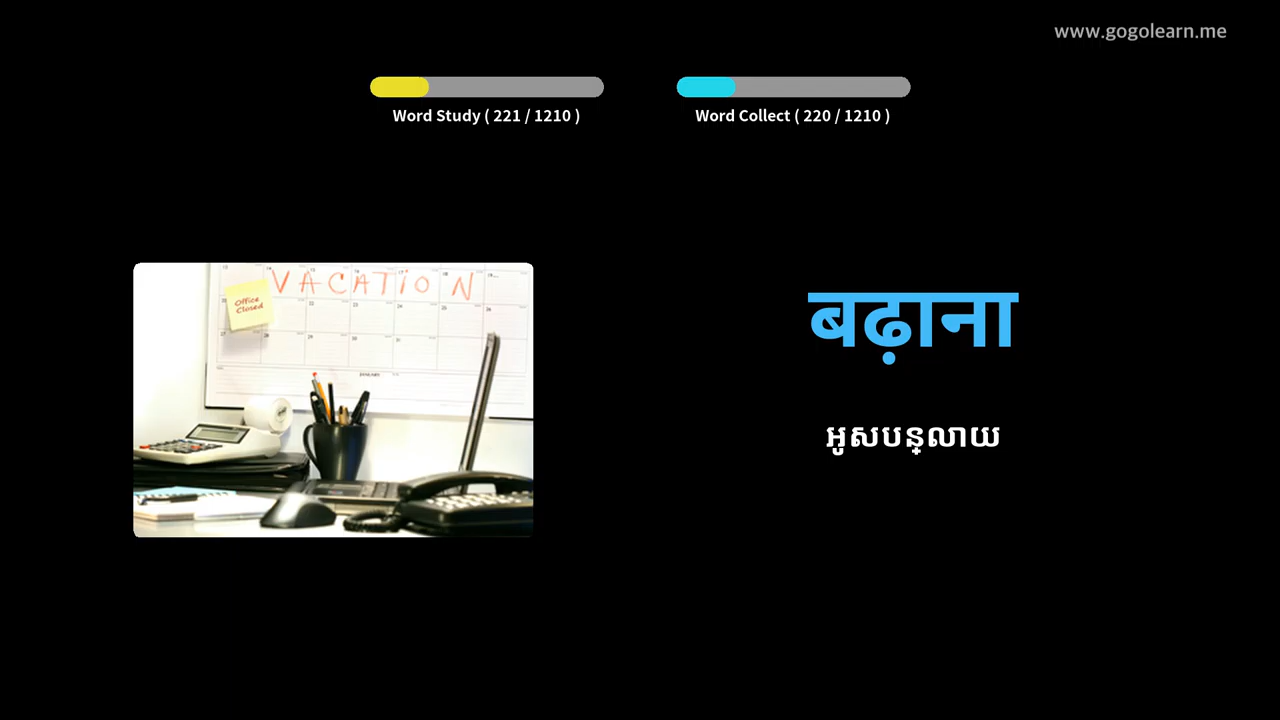 www.gogolearn.me
Word Study ( 221 / 1210 )
Word Collect ( 220 / 1210 )
VACATION
Office
Closed
बढ़ाना
អូសបន្លាយ